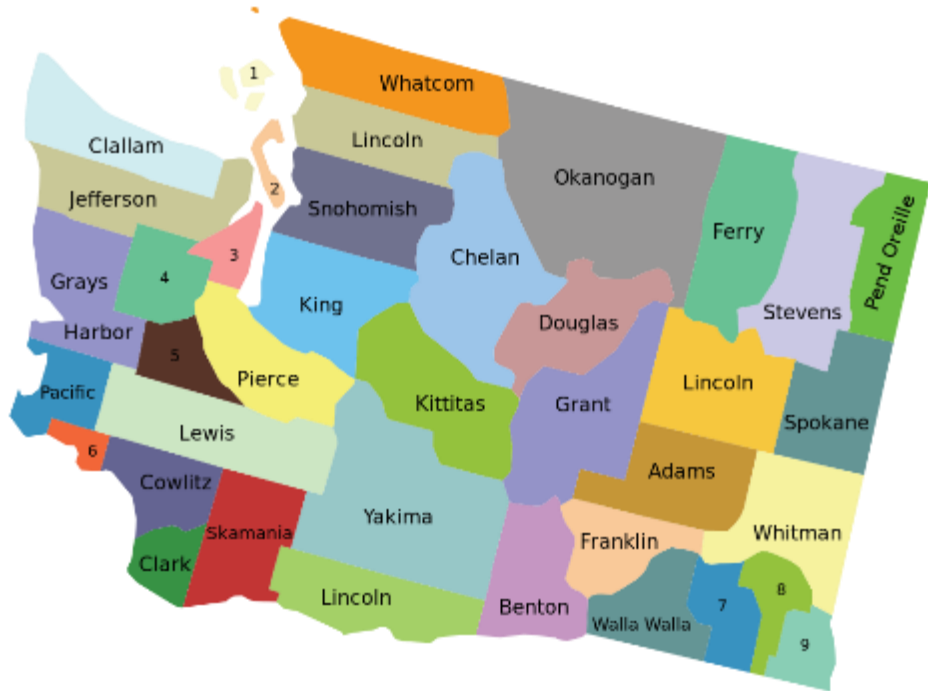 1
Whatcom
Clallam
Lincoln
Okanogan
2
Jefferson
Snohomish
Ferry
Pend Oreille
3
Chelan
4
Grays
King
Stevens
Harbor
Douglas
5
Pierce
Lincoln
Pacific
Kittitas
Grant
Spokane
Lewis
6
Adams
Cowlitz
Yakima
Skamania
Whitman
Franklin
Clark
8
Lincoln
Benton
7
Walla Walla
9